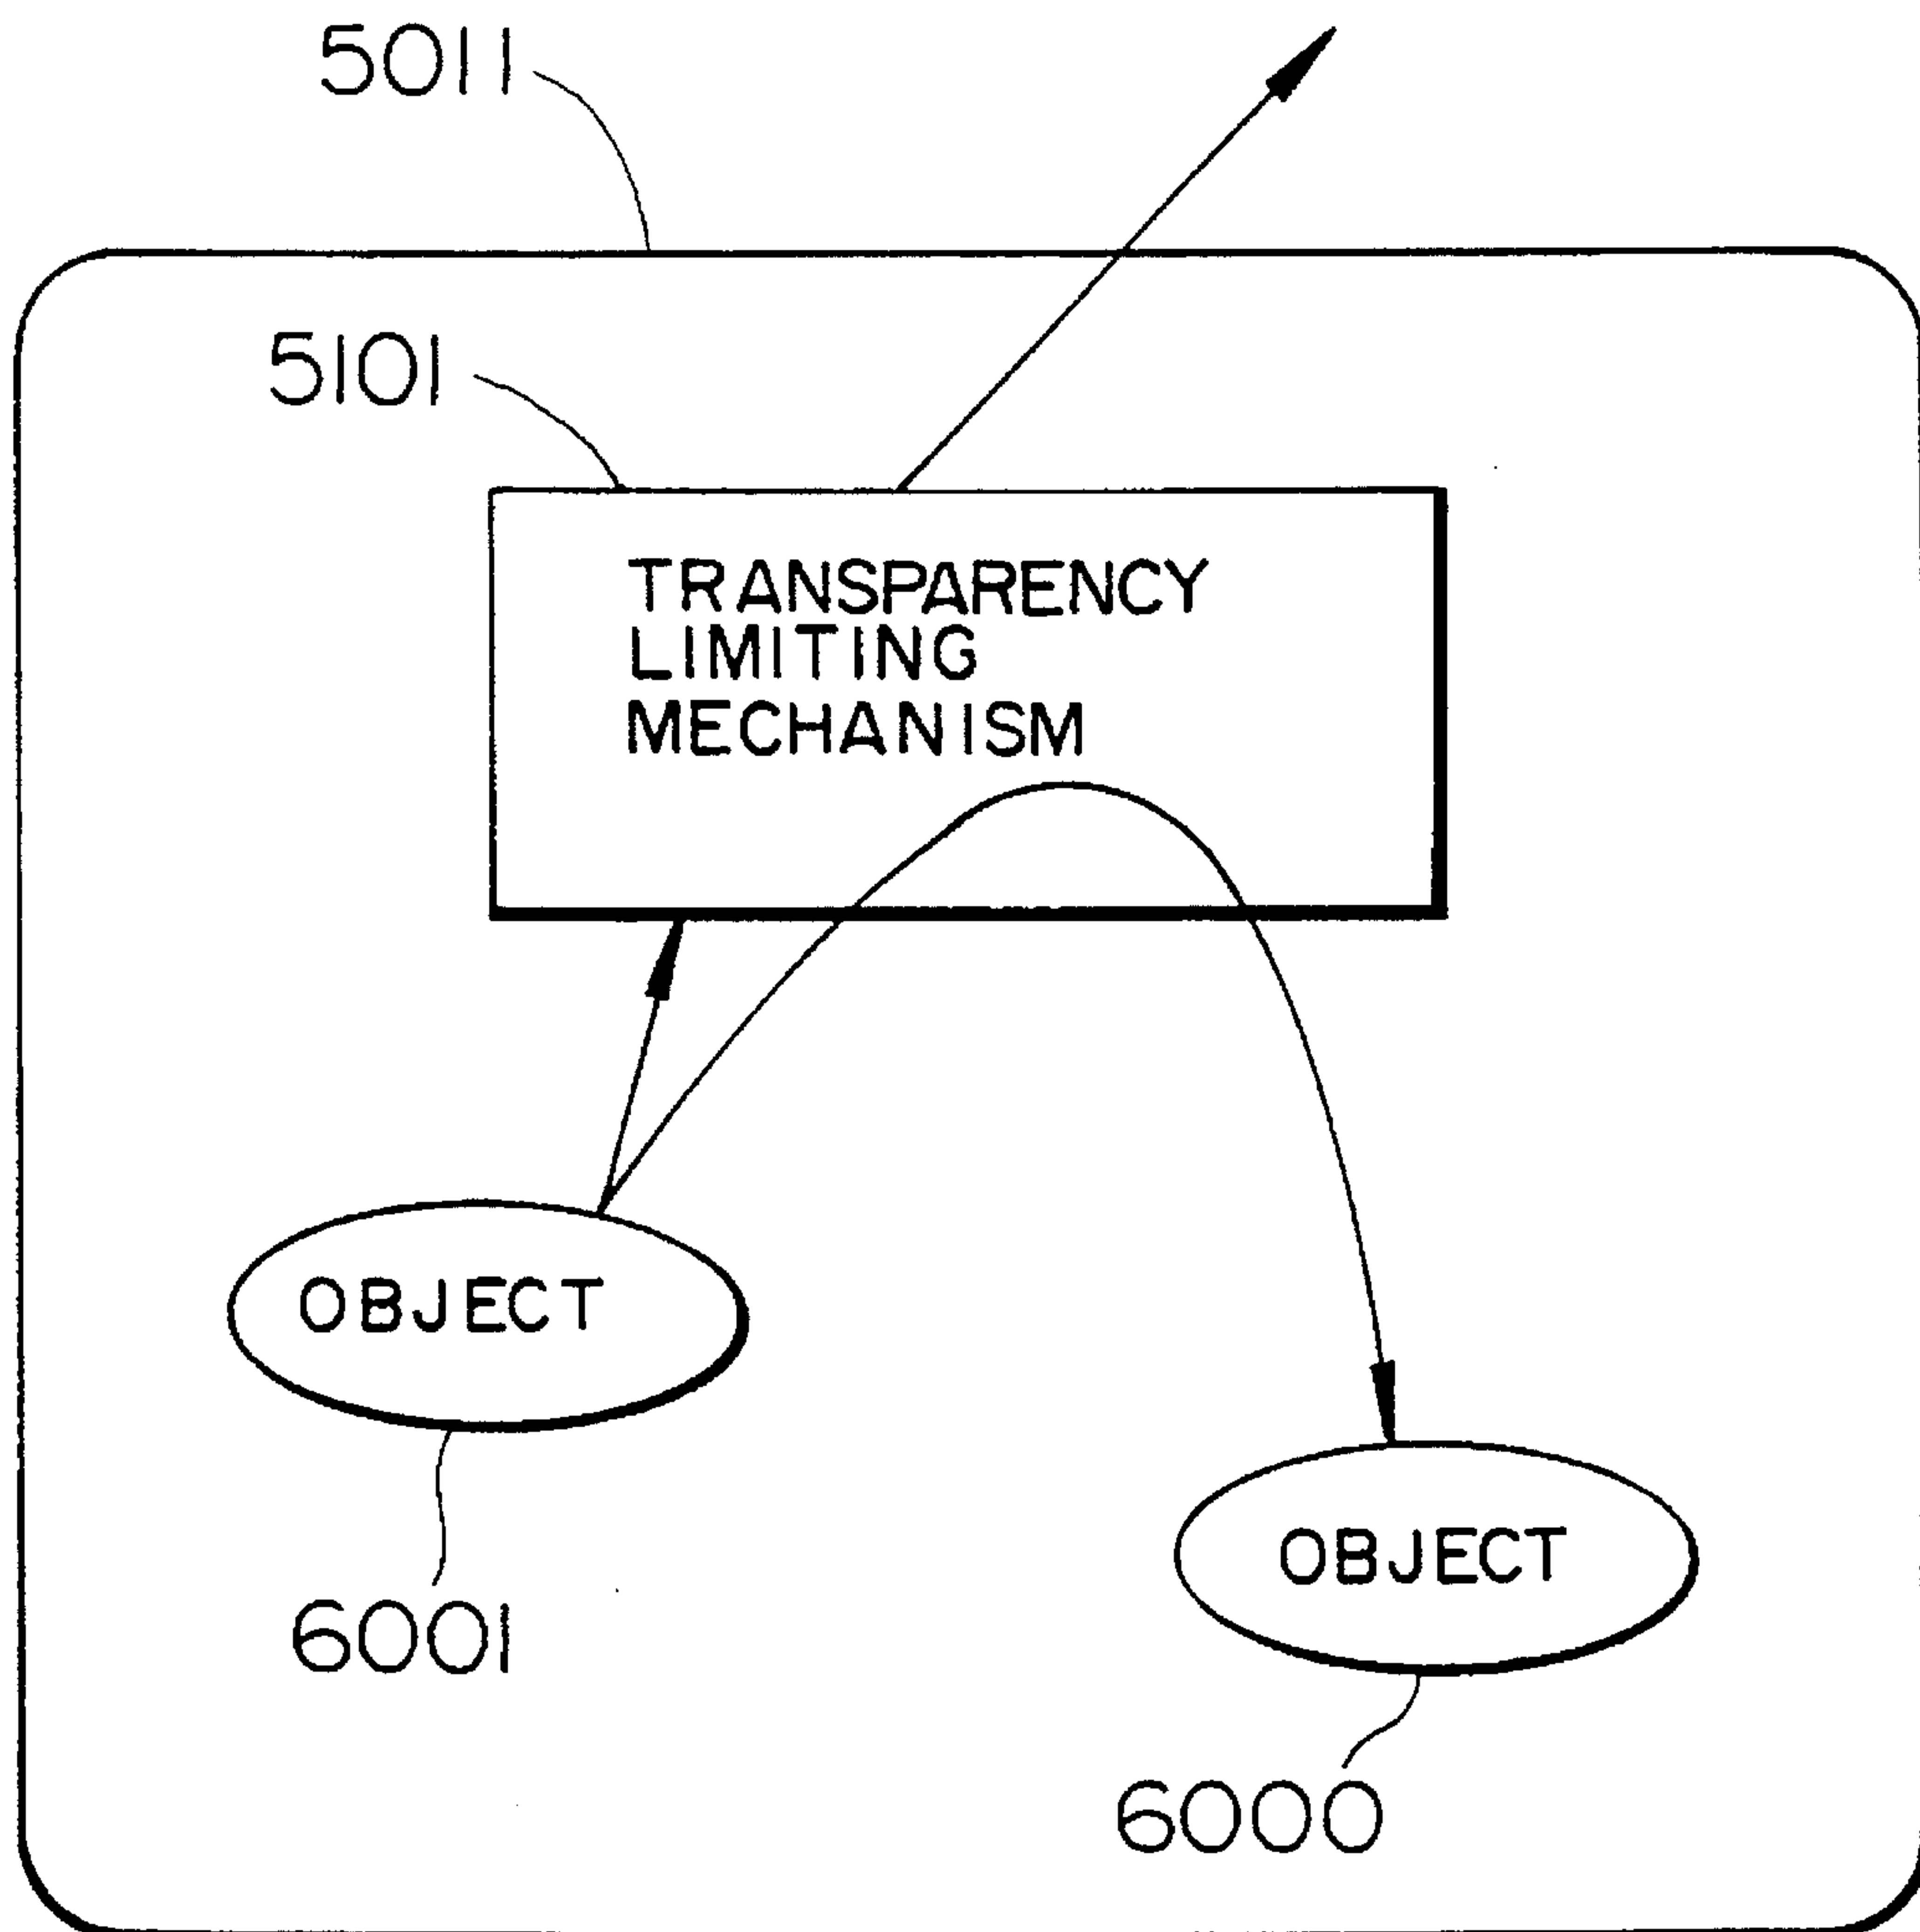 5011
5101
TRANSPARENCY
LIMITING
MECHANISM
OBJECT
OBJECT
6001
6000